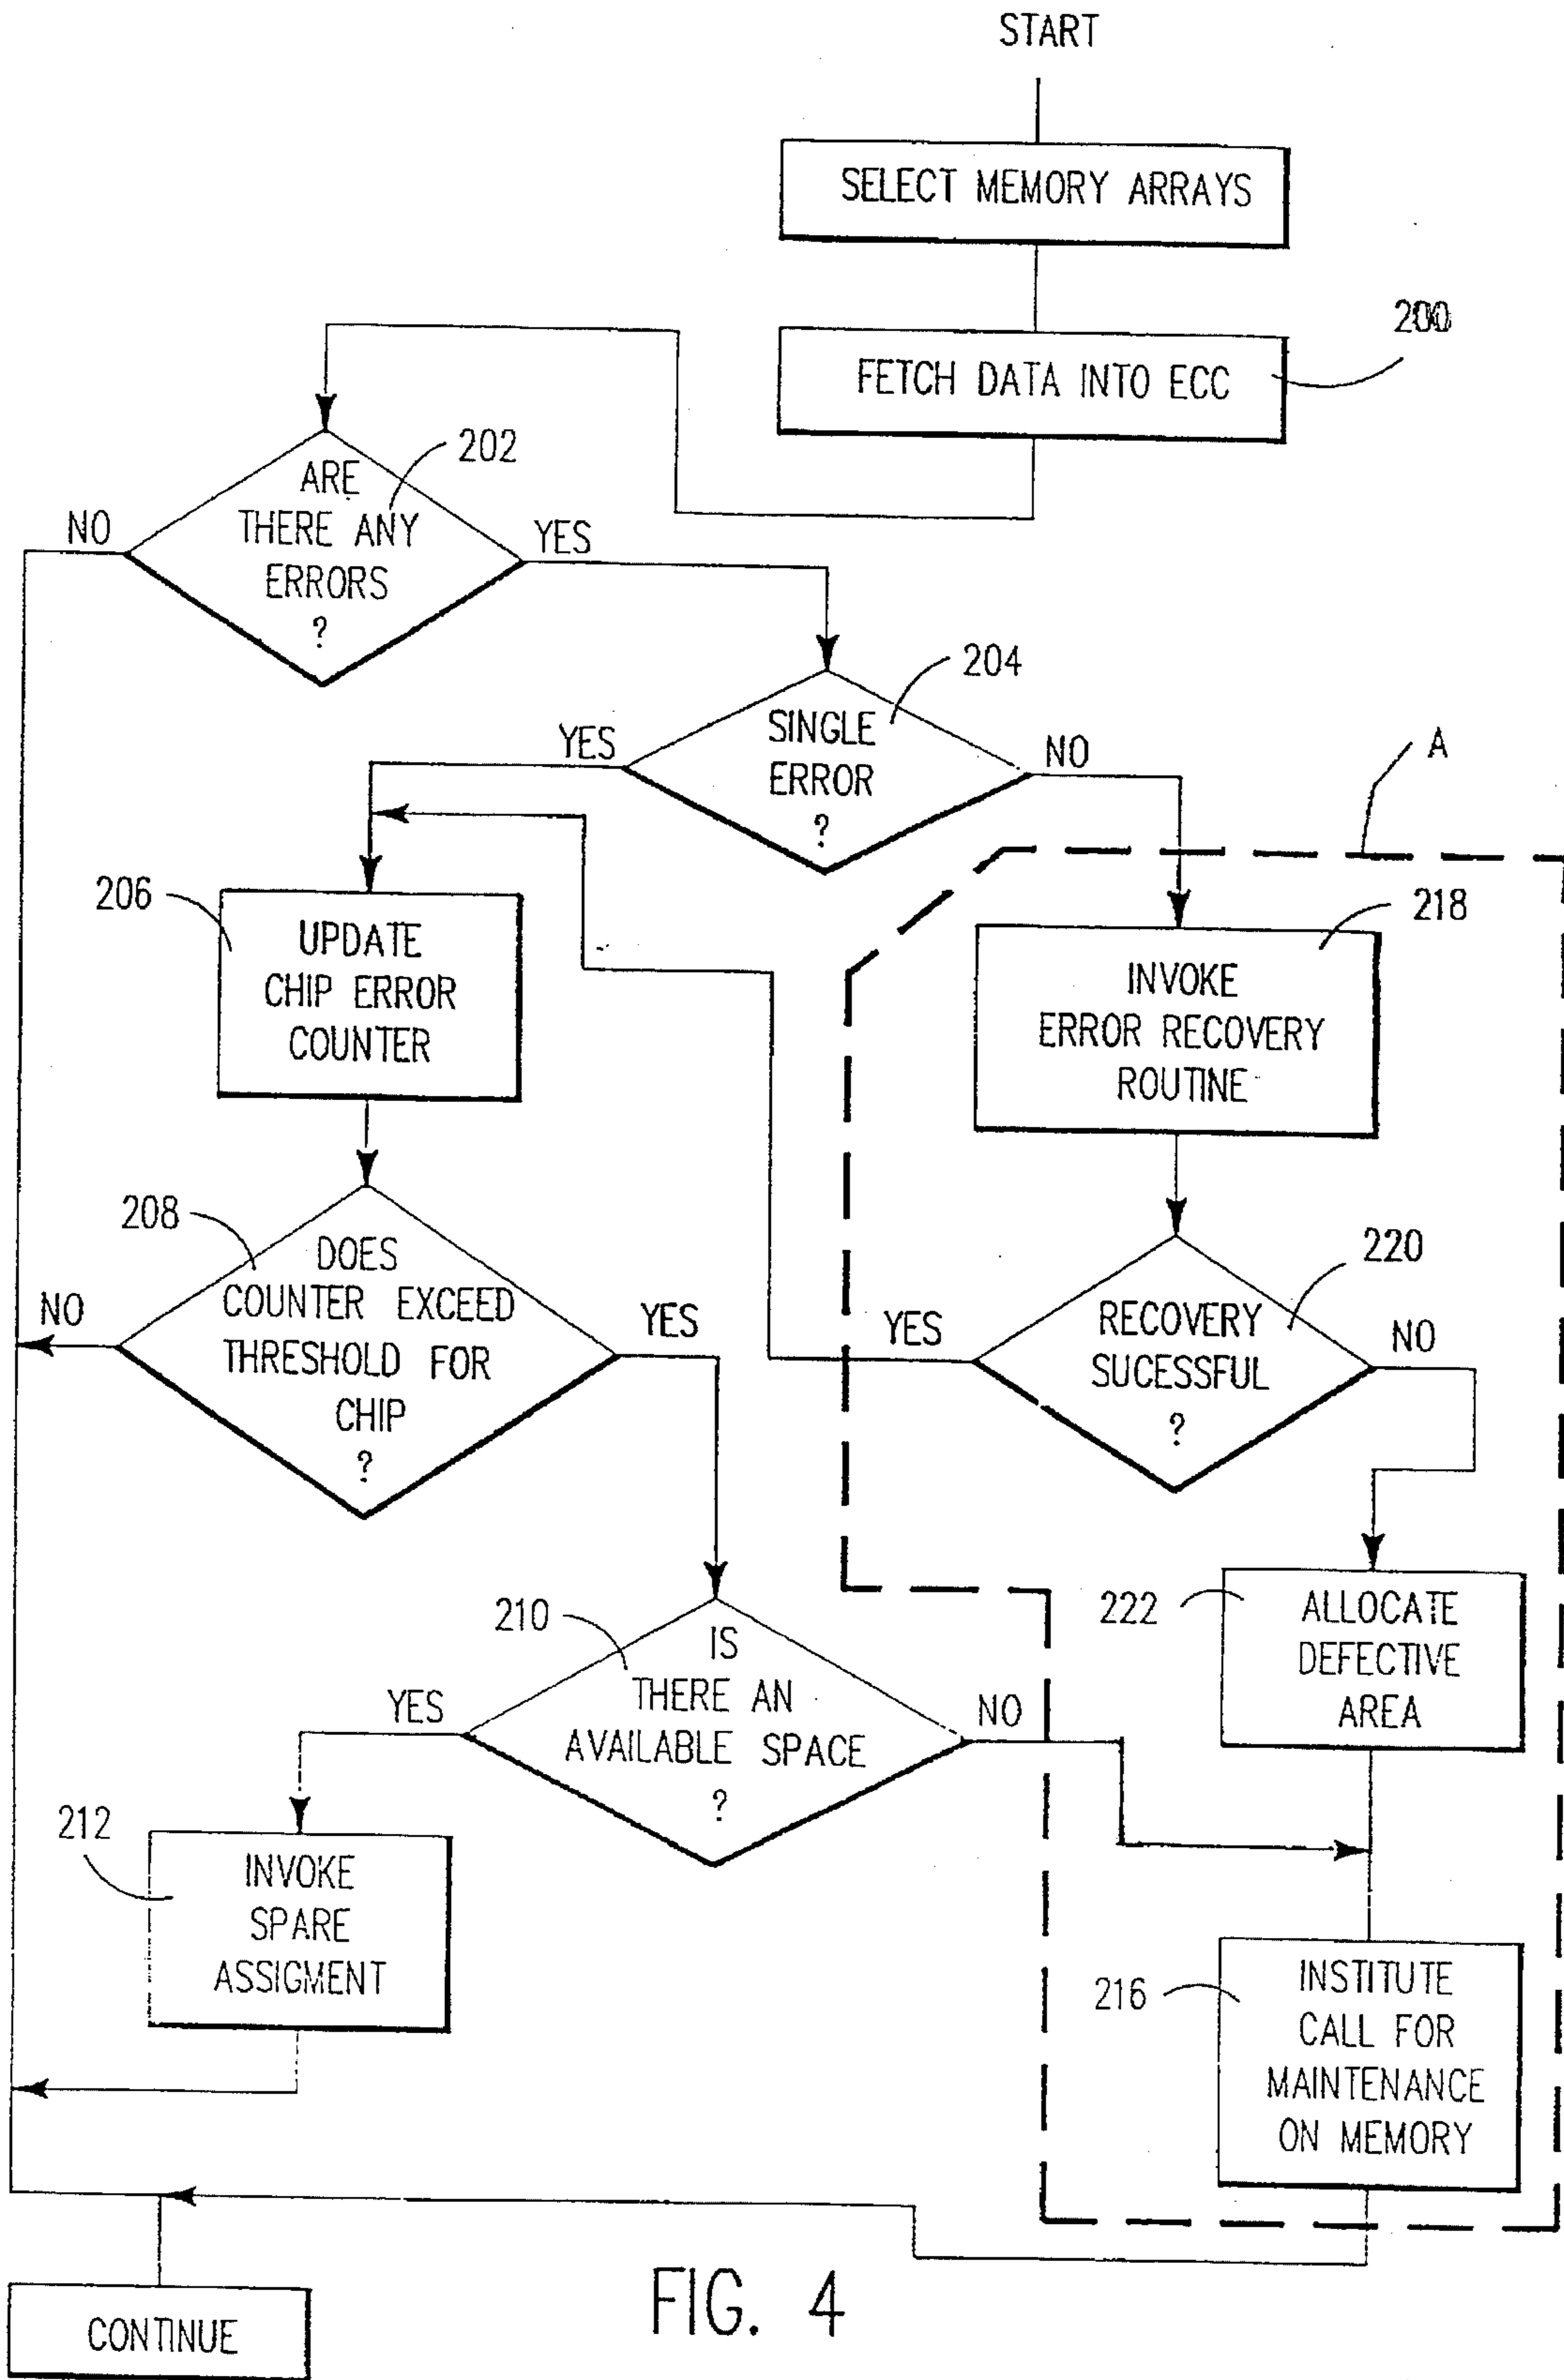 START
SELECT MEMORY ARRAYS
200
FETCH DATA INTO ECC
202
ARE
THERE ANY
ERRORS
?
NO
YES
204
SINGLE
ERROR
?
YES
NO
A
206
UPDATE
CHIP ERROR
COUNTER
218
INVOKE
ERROR RECOVERY
ROUTINE
208
DOES
COUNTER EXCEED
THRESHOLD FOR
CHIP
?
NO
YES
220
RECOVERY
SUCESSFUL
?
YES
NO
210
IS
THERE AN
AVAILABLE SPACE
?
YES
NO
222
ALLOCATE
DEFECTIVE
AREA
212
INVOKE
SPARE
ASSIGMENT
216
INSTITUTE
CALL FOR
MAINTENANCE
ON MEMORY
CONTINUE
FIG. 4